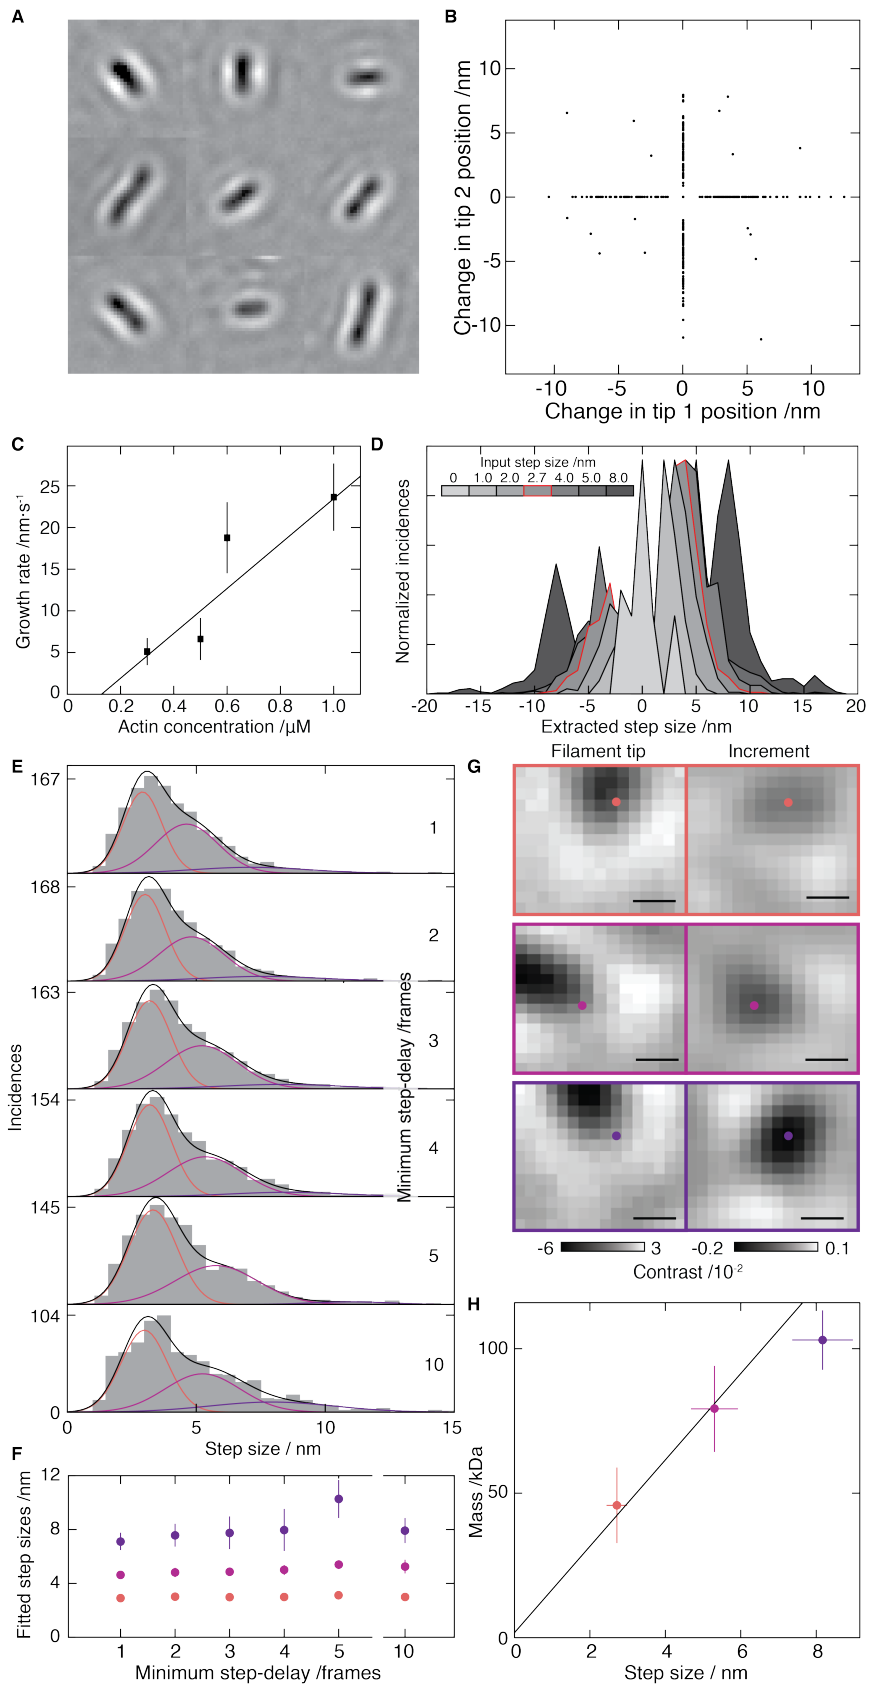 A
B
Change in tip 2 position /nm
10
5
0
-5
-10
-10 -5 0 5 10
Change in tip 1 position /nm
C
Growth rate /nm·s-1
25
20
15
10
5
0
0 0.2 0.4 0.6 0.8 1.0
Actin concentration /μM
D
Normalized incidences
Input step size /nm
0 1.0 2.0 2.7 4.0 5.0 8.0
-20 -15 -10 -5 0 5 10 15 20
Extracted step size /nm
E
Incidences
167
1
168
2
163
3
154
4
145
5
104
10
0
Minimum step-delay /frames
0 5 10 15
Step size / nm
F
Fitted step sizes /nm
12
8
4
0
1 2 3 4 5 10
Minimum step-delay /frames
G
Filament tip Increment
-6 3 -0.2 0.1
Contrast /10-2
H
Mass /kDa
100
50
0
0 2 4 6 8
Step size / nm